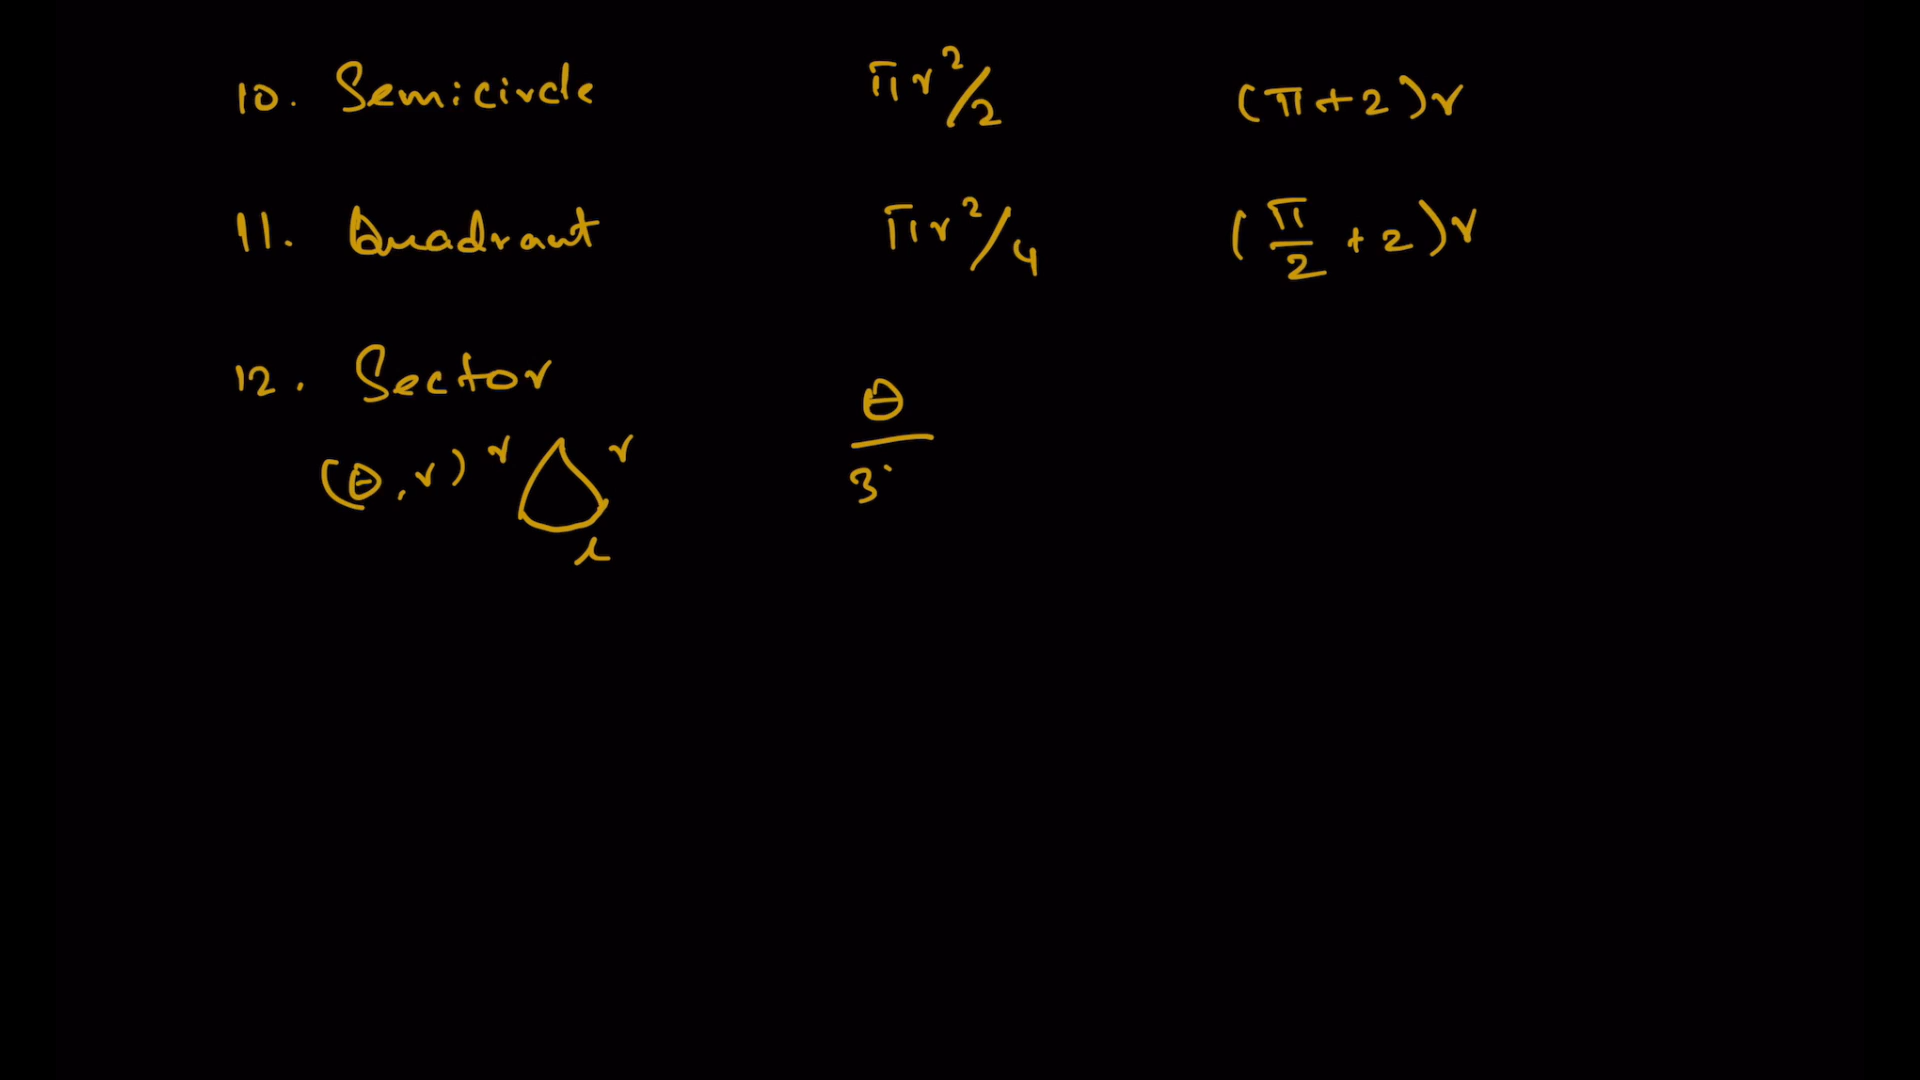 10. Semicircle πr²/2 (π+2)r
11. Quadrant πr²/4 (π/2 + 2)r
12. Sector θ/3
(θ, r) r r
l